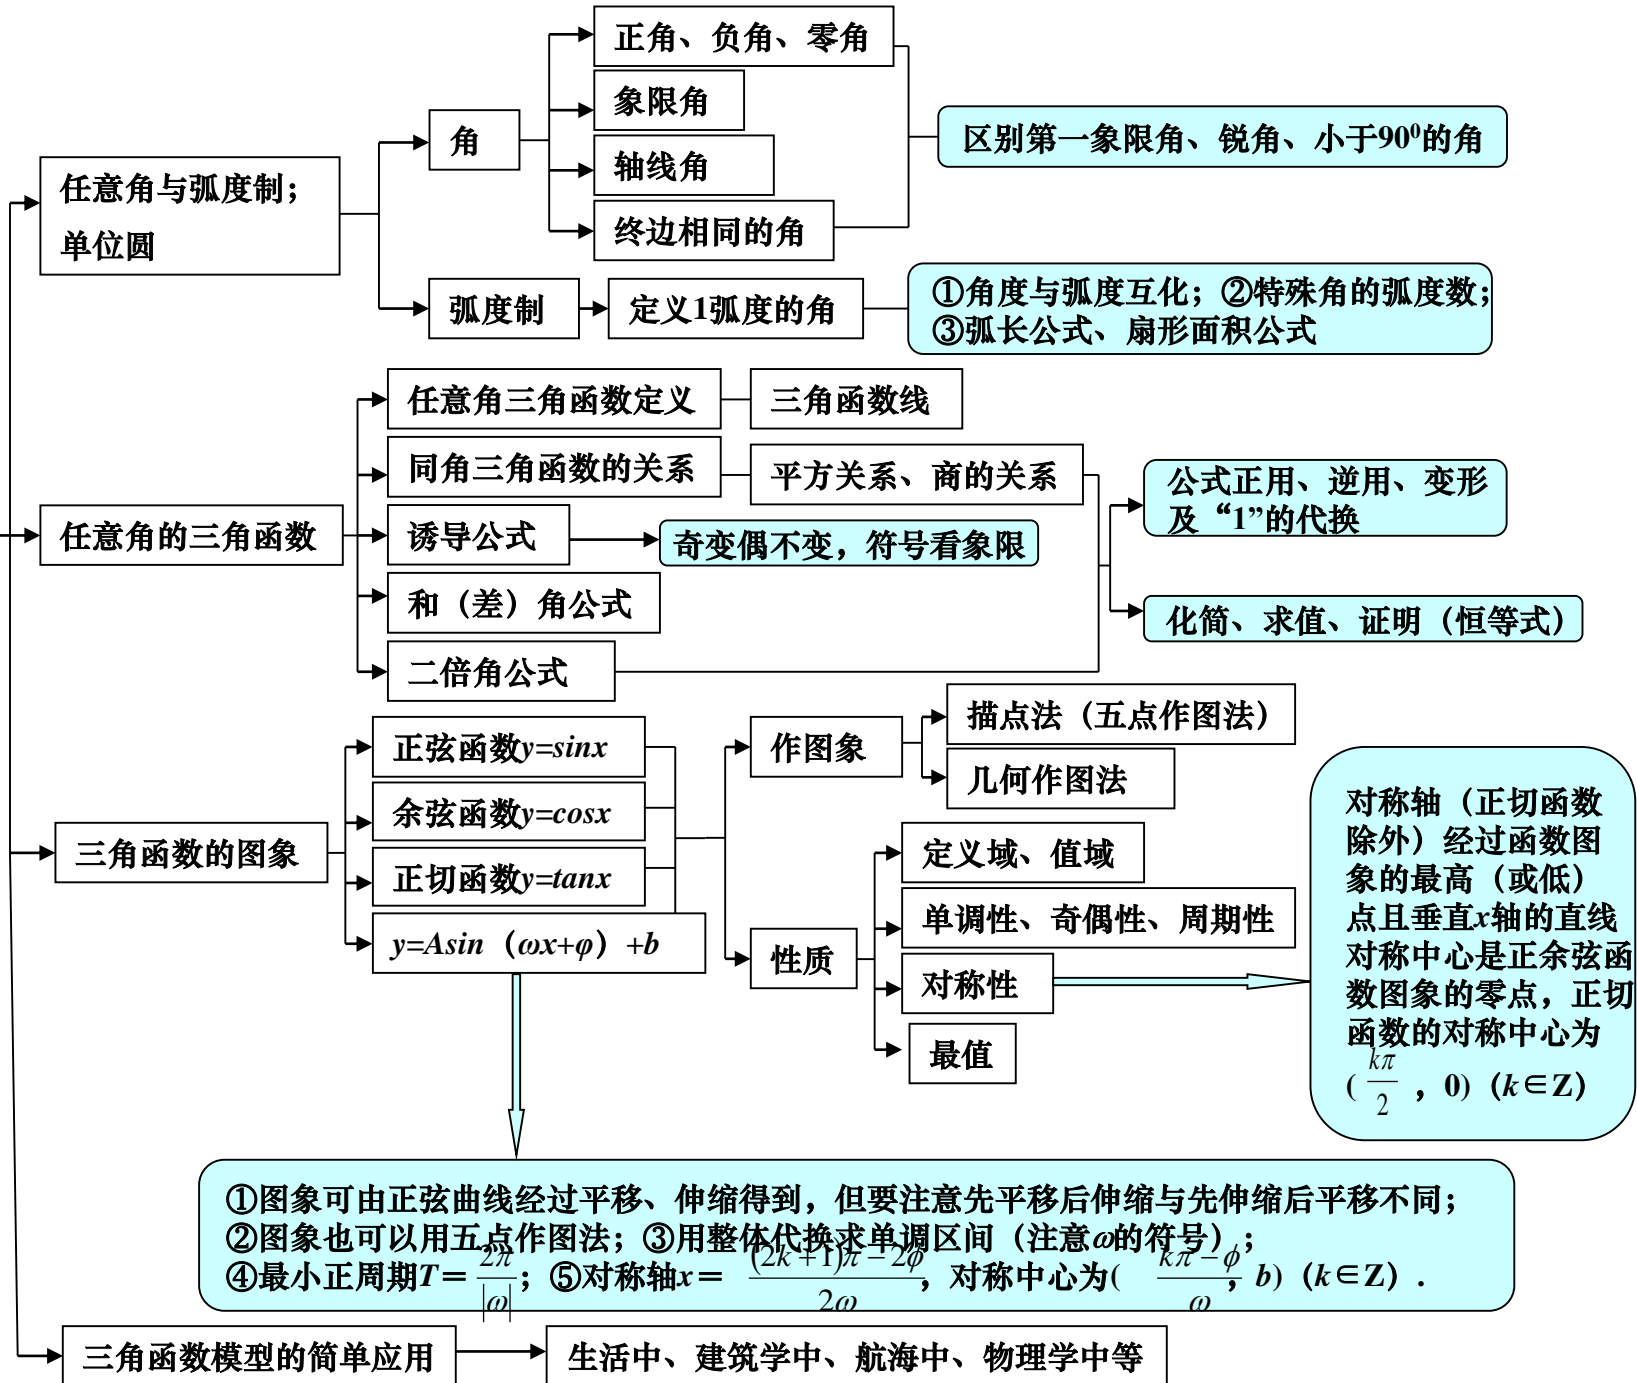 正角、负角、零角
象限角
角
区别第一象限角、锐角、小于90⁰的角
轴线角
任意角与弧度制；
单位圆
终边相同的角
弧度制
定义1弧度的角
①角度与弧度互化；②特殊角的弧度数；
③弧长公式、扇形面积公式
任意角三角函数定义
三角函数线
同角三角函数的关系
平方关系、商的关系
公式正用、逆用、变形
及“1”的代换
任意角的三角函数
诱导公式
奇变偶不变，符号看象限
和（差）角公式
化简、求值、证明（恒等式）
二倍角公式
描点法（五点作图法）
正弦函数y=sinx
作图象
几何作图法
余弦函数y=cosx
三角函数的图象
定义域、值域
正切函数y=tanx
单调性、奇偶性、周期性
y=Asin（ωx+φ）+b
性质
对称性
最值
对称轴（正切函数
除外）经过函数图
象的最高（或低）
点且垂直x轴的直线
对称中心是正余弦函
数图象的零点，正切
函数的对称中心为
( kπ/2 ，0)（k∈Z）
①图象可由正弦曲线经过平移、伸缩得到，但要注意先平移后伸缩与先伸缩后平移不同；
②图象也可以用五点作图法；③用整体代换求单调区间（注意ω的符号）；
④最小正周期T＝2π/|ω|；⑤对称轴x＝(2k+1)π−2ϕ/2ω，对称中心为( kπ−ϕ/ω，b)（k∈Z）.
三角函数模型的简单应用
生活中、建筑学中、航海中、物理学中等